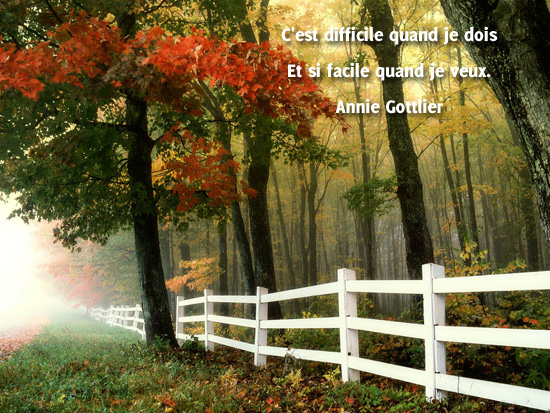 C'est difficile quand je dois
Et si facile quand je veux.
Annie Gottlier